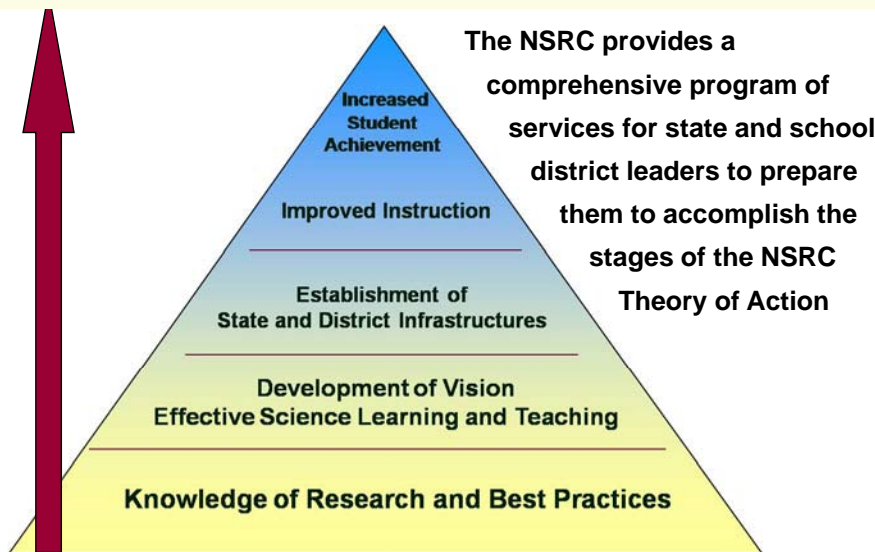 The NSRC provides a
comprehensive program of
services for state and school
district leaders to prepare
them to accomplish the
stages of the NSRC
Theory of Action
Increased
Student
Achievement
Improved Instruction
Establishment of
State and District Infrastructures
Development of Vision
Effective Science Learning and Teaching
Knowledge of Research and Best Practices